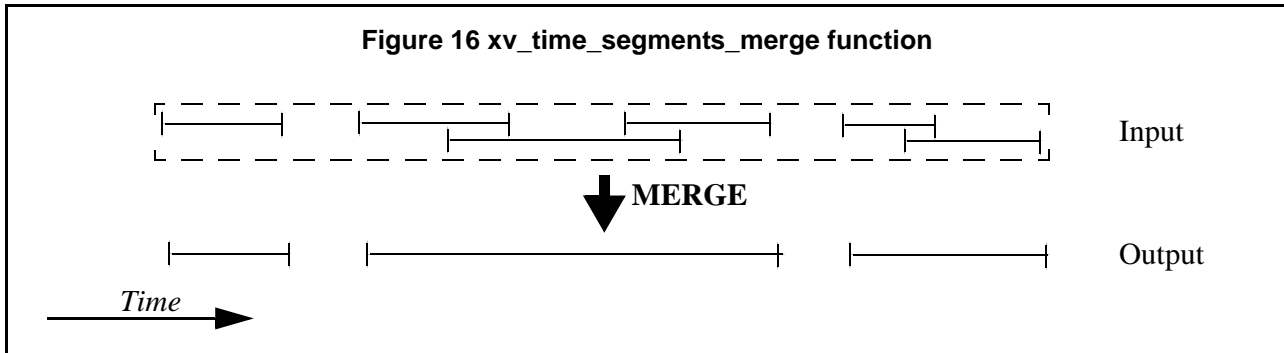 Figure 16 xv_time_segments_merge function
Input
MERGE
Output
Time